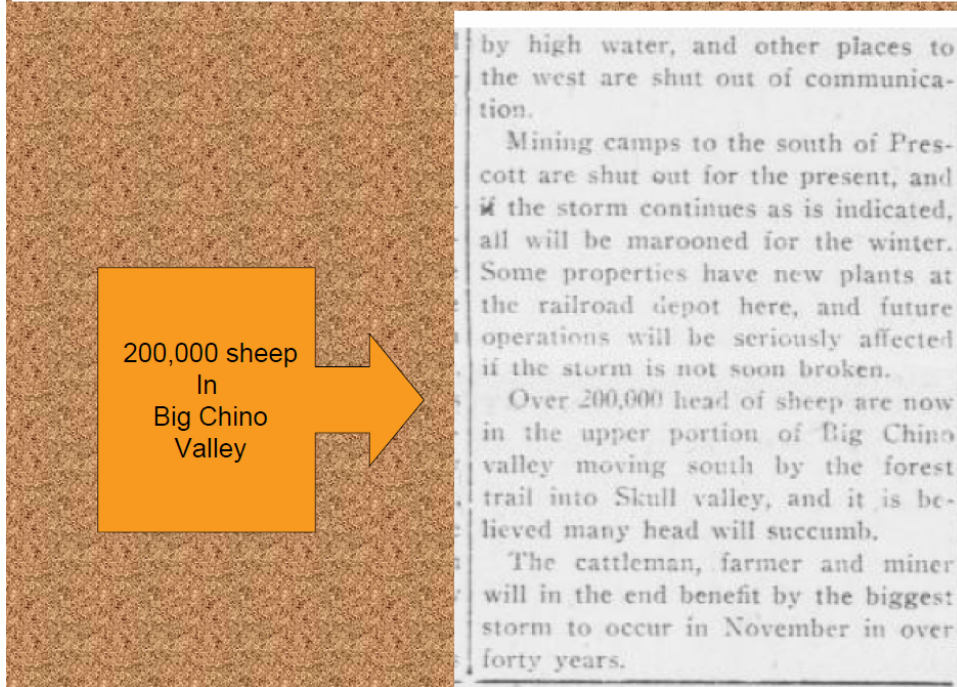 200,000 sheep
In
Big Chino
Valley
by high water, and other places to
the west are shut out of communica-
tion.
Mining camps to the south of Pres-
cott are shut out for the present, and
if the storm continues as is indicated,
all will be marooned for the winter.
Some properties have new plants at
the railroad depot here, and future
operations will be seriously affected
if the storm is not soon broken.
Over 200,000 head of sheep are now
in the upper portion of Big Chino
valley moving south by the forest
trail into Skull valley, and it is be-
lieved many head will succumb.
The cattleman, farmer and miner
will in the end benefit by the biggest
storm to occur in November in over
forty years.